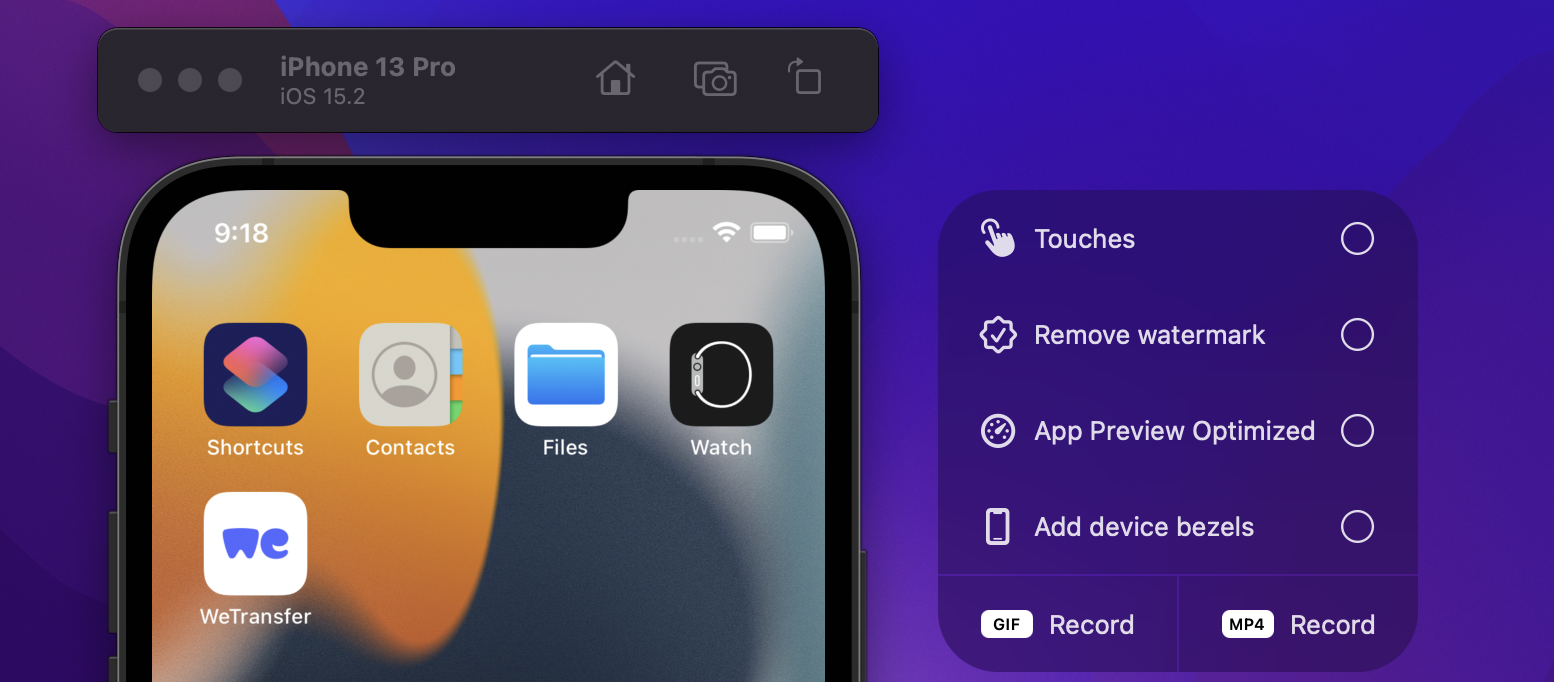 iPhone 13 Pro
iOS 15.2
9:18
Shortcuts
Contacts
Files
Watch
we
WeTransfer
Touches
Remove watermark
App Preview Optimized
Add device bezels
GIF Record
MP4 Record